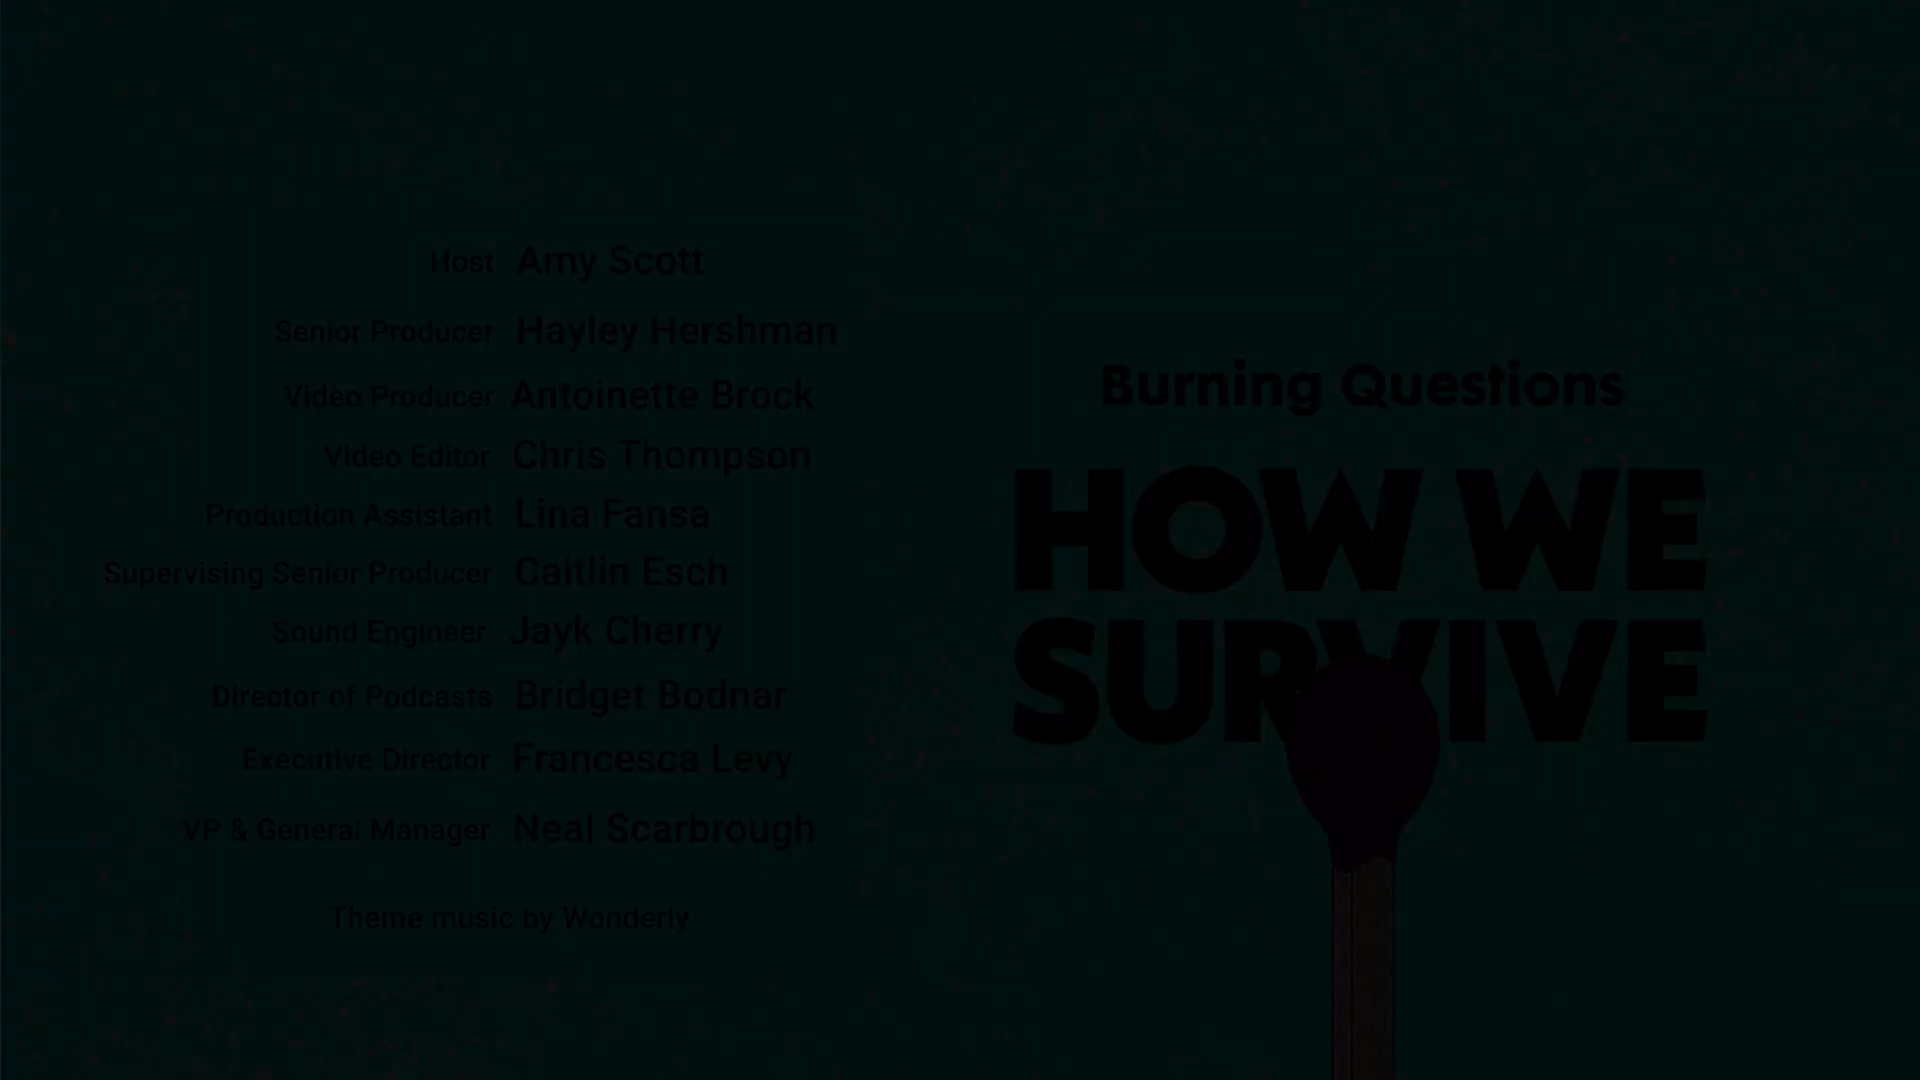 Host Amy Scott
Senior Producer Hayley Hershman
Video Producer Antoinette Brock
Video Editor Chris Thompson
Production Assistant Lina Fansa
Supervising Senior Producer Caitlin Esch
Sound Engineer Jayk Cherry
Director of Podcasts Bridget Bodnar
Executive Director Francesca Levy
VP & General Manager Neal Scarbrough
Theme music by Wonderly
Burning Questions
HOW WE
SURVIVE